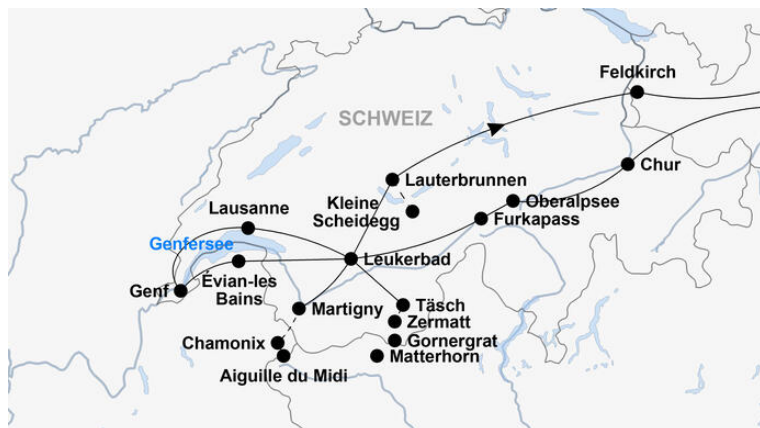 Feldkirch
SCHWEIZ
Chur
Lauterbrunnen
Kleine
Scheidegg
Oberalpsee
Furkapass
Lausanne
Genfersee
Leukerbad
Évian-les
Bains
Genf
Martigny
Täsch
Zermatt
Chamonix
Gornergrat
Matterhorn
Aiguille du Midi